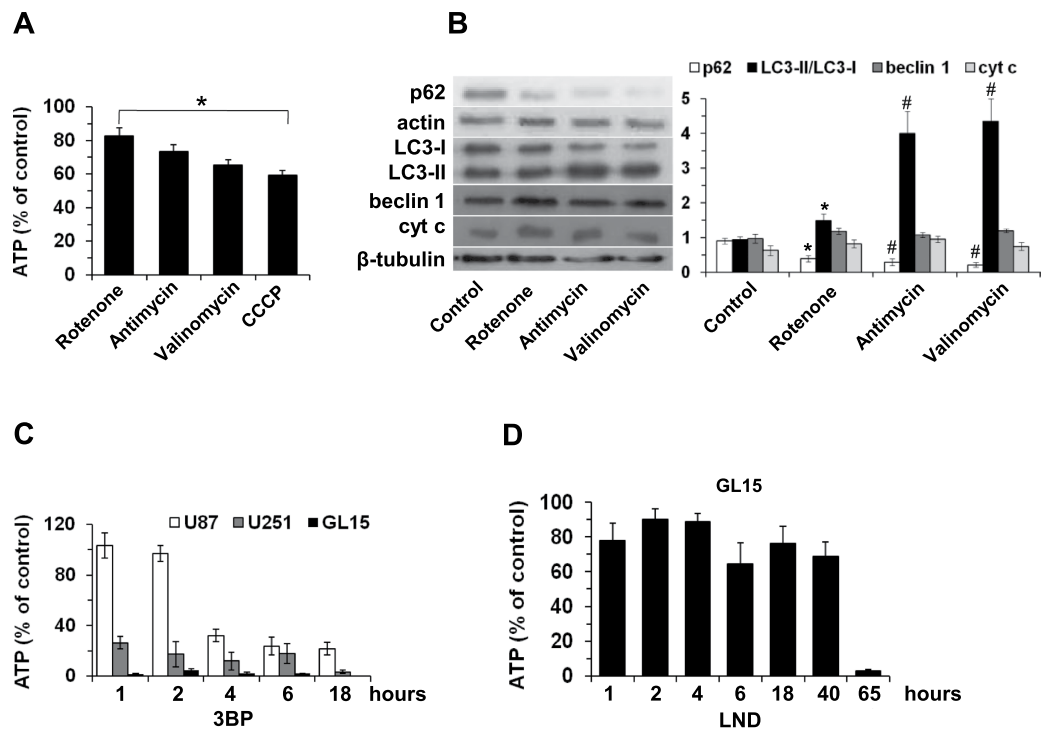 A
ATP (% of control)
100
80
60
40
20
0
*
Rotenone
Antimycin
Valinomycin
CCCP
B
p62
actin
LC3-I
LC3-II
beclin 1
cyt c
β-tubulin
Control
Rotenone
Antimycin
Valinomycin
p62 LC3-II/LC3-I beclin 1 cyt c
5
4
3
2
1
0
*
*
#
#
#
#
Control
Rotenone
Antimycin
Valinomycin
C
ATP (% of control)
U87 U251 GL15
120
80
40
0
1 2 4 6 18 hours
3BP
D
GL15
ATP (% of control)
100
80
60
40
20
0
1 2 4 6 18 40 65 hours
LND